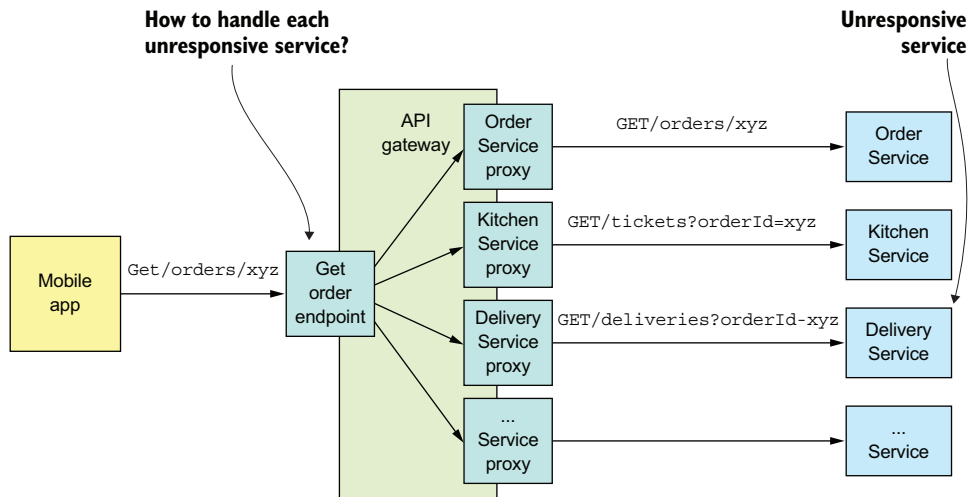 How to handle each
unresponsive service?
Unresponsive
service
API
gateway
Order
Service
proxy
GET/orders/xyz
Order
Service
Kitchen
Service
proxy
GET/tickets?orderId=xyz
Kitchen
Service
Mobile
app
Get/orders/xyz
Get
order
endpoint
Delivery
Service
proxy
GET/deliveries?orderId-xyz
Delivery
Service
...
Service
proxy
...
Service